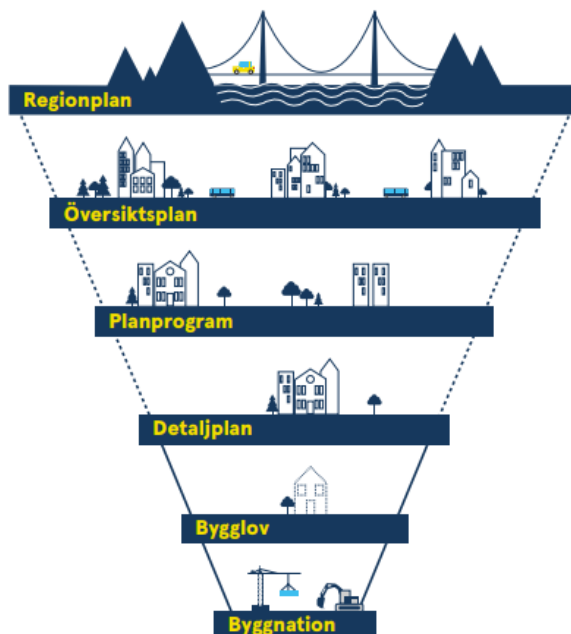 Regionplan
Översiktsplan
Planprogram
Detaljplan
Bygglov
Byggnation